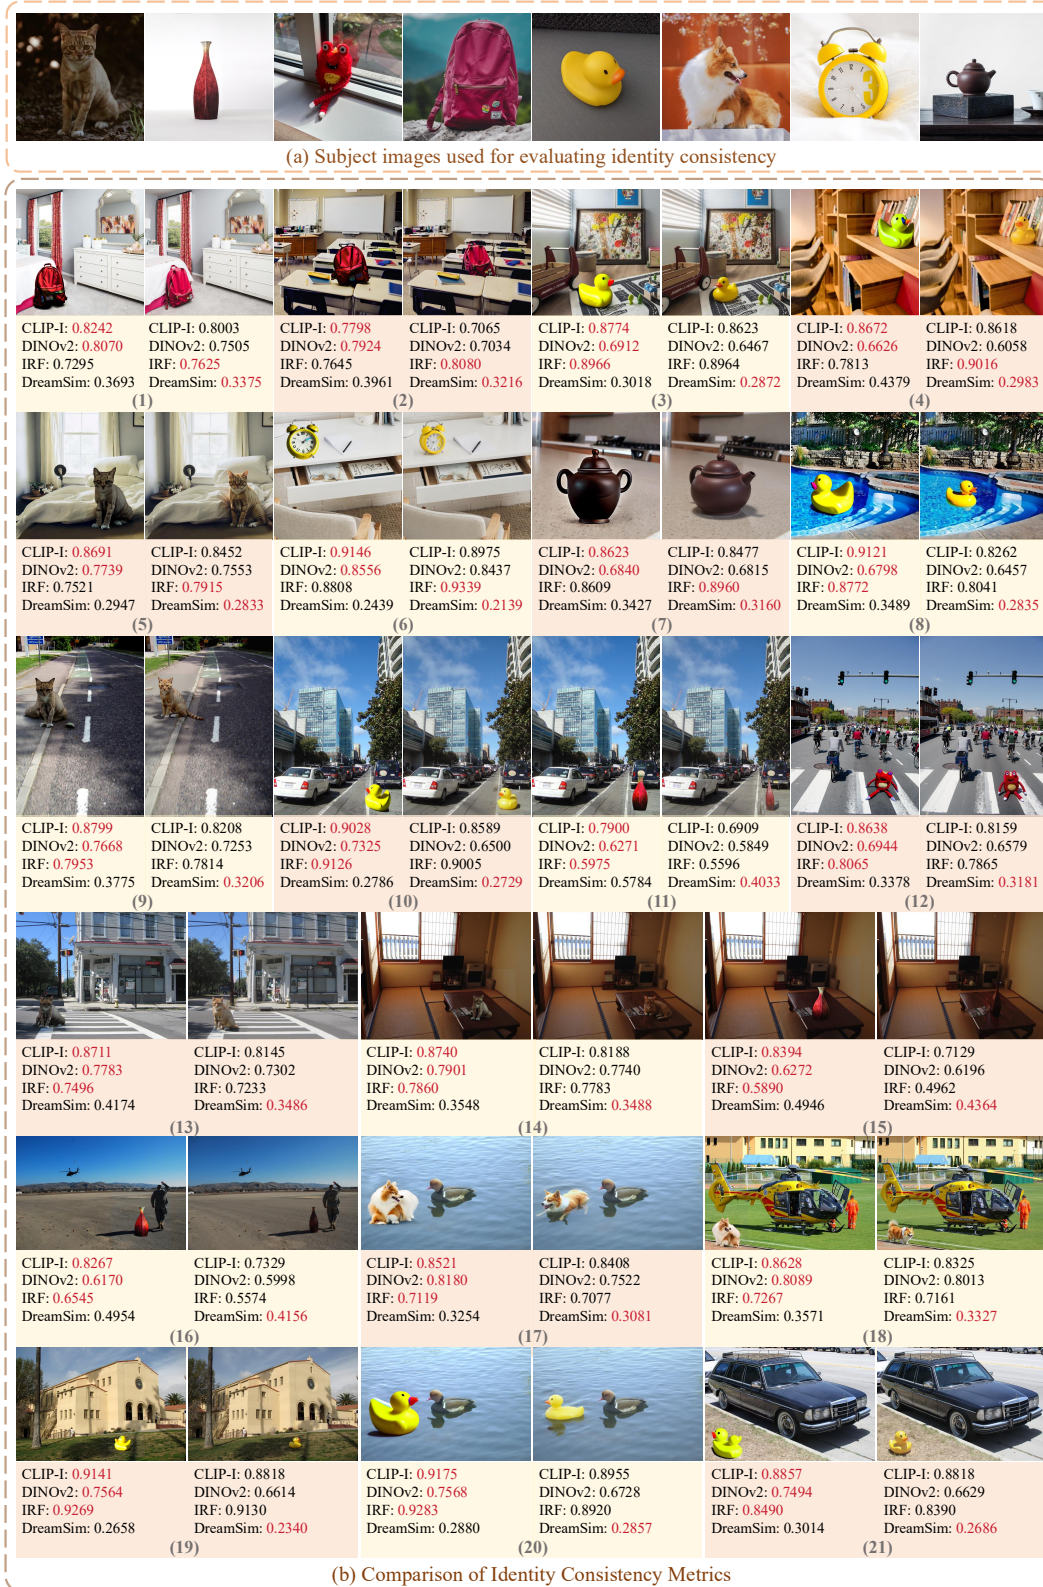 (a) Subject images used for evaluating identity consistency
CLIP-I: 0.8242
DINOv2: 0.8070
IRF: 0.7295
DreamSim: 0.3693
CLIP-I: 0.8003
DINOv2: 0.7505
IRF: 0.7625
DreamSim: 0.3375
(1)
CLIP-I: 0.7798
DINOv2: 0.7924
IRF: 0.7645
DreamSim: 0.3961
CLIP-I: 0.7065
DINOv2: 0.7034
IRF: 0.8080
DreamSim: 0.3216
(2)
CLIP-I: 0.8774
DINOv2: 0.6912
IRF: 0.8966
DreamSim: 0.3018
CLIP-I: 0.8623
DINOv2: 0.6467
IRF: 0.8964
DreamSim: 0.2872
(3)
CLIP-I: 0.8672
DINOv2: 0.6626
IRF: 0.7813
DreamSim: 0.4379
CLIP-I: 0.8618
DINOv2: 0.6058
IRF: 0.9016
DreamSim: 0.2983
(4)
CLIP-I: 0.8691
DINOv2: 0.7739
IRF: 0.7521
DreamSim: 0.2947
CLIP-I: 0.8452
DINOv2: 0.7553
IRF: 0.7915
DreamSim: 0.2833
(5)
CLIP-I: 0.9146
DINOv2: 0.8556
IRF: 0.8808
DreamSim: 0.2439
CLIP-I: 0.8975
DINOv2: 0.8437
IRF: 0.9339
DreamSim: 0.2139
(6)
CLIP-I: 0.8623
DINOv2: 0.6840
IRF: 0.8609
DreamSim: 0.3427
CLIP-I: 0.8477
DINOv2: 0.6815
IRF: 0.8960
DreamSim: 0.3160
(7)
CLIP-I: 0.9121
DINOv2: 0.6798
IRF: 0.8772
DreamSim: 0.3489
CLIP-I: 0.8262
DINOv2: 0.6457
IRF: 0.8041
DreamSim: 0.2835
(8)
CLIP-I: 0.8799
DINOv2: 0.7668
IRF: 0.7953
DreamSim: 0.3775
CLIP-I: 0.8208
DINOv2: 0.7253
IRF: 0.7814
DreamSim: 0.3206
(9)
CLIP-I: 0.9028
DINOv2: 0.7325
IRF: 0.9126
DreamSim: 0.2786
CLIP-I: 0.8589
DINOv2: 0.6500
IRF: 0.9005
DreamSim: 0.2729
(10)
CLIP-I: 0.7900
DINOv2: 0.6271
IRF: 0.5975
DreamSim: 0.5784
CLIP-I: 0.6909
DINOv2: 0.5849
IRF: 0.5596
DreamSim: 0.4033
(11)
CLIP-I: 0.8638
DINOv2: 0.6944
IRF: 0.8065
DreamSim: 0.3378
CLIP-I: 0.8159
DINOv2: 0.6579
IRF: 0.7865
DreamSim: 0.3181
(12)
CLIP-I: 0.8711
DINOv2: 0.7783
IRF: 0.7496
DreamSim: 0.4174
CLIP-I: 0.8145
DINOv2: 0.7302
IRF: 0.7233
DreamSim: 0.3486
(13)
CLIP-I: 0.8740
DINOv2: 0.7901
IRF: 0.7860
DreamSim: 0.3548
CLIP-I: 0.8188
DINOv2: 0.7740
IRF: 0.7783
DreamSim: 0.3488
(14)
CLIP-I: 0.8394
DINOv2: 0.6272
IRF: 0.5890
DreamSim: 0.4946
CLIP-I: 0.7129
DINOv2: 0.6196
IRF: 0.4962
DreamSim: 0.4364
(15)
CLIP-I: 0.8267
DINOv2: 0.6170
IRF: 0.6545
DreamSim: 0.4954
CLIP-I: 0.7329
DINOv2: 0.5998
IRF: 0.5574
DreamSim: 0.4156
(16)
CLIP-I: 0.8521
DINOv2: 0.8180
IRF: 0.7119
DreamSim: 0.3254
CLIP-I: 0.8408
DINOv2: 0.7522
IRF: 0.7077
DreamSim: 0.3081
(17)
CLIP-I: 0.8628
DINOv2: 0.8089
IRF: 0.7267
DreamSim: 0.3571
CLIP-I: 0.8325
DINOv2: 0.8013
IRF: 0.7161
DreamSim: 0.3327
(18)
CLIP-I: 0.9141
DINOv2: 0.7564
IRF: 0.9269
DreamSim: 0.2658
CLIP-I: 0.8818
DINOv2: 0.6614
IRF: 0.9130
DreamSim: 0.2340
(19)
CLIP-I: 0.9175
DINOv2: 0.7568
IRF: 0.9283
DreamSim: 0.2880
CLIP-I: 0.8955
DINOv2: 0.6728
IRF: 0.8920
DreamSim: 0.2857
(20)
CLIP-I: 0.8857
DINOv2: 0.7494
IRF: 0.8490
DreamSim: 0.3014
CLIP-I: 0.8818
DINOv2: 0.6629
IRF: 0.8390
DreamSim: 0.2686
(21)
(b) Comparison of Identity Consistency Metrics